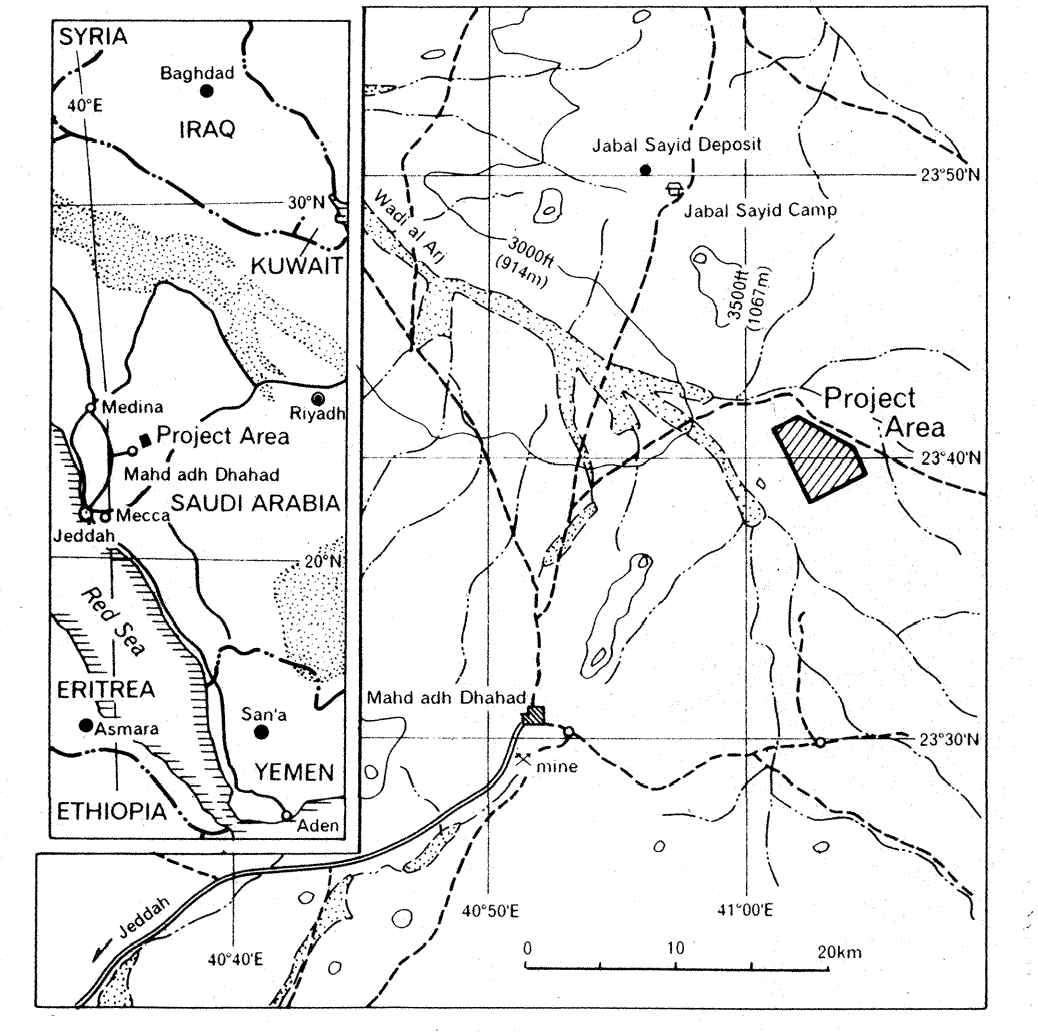 SYRIA
Baghdad
40°E
IRAQ
30°N
KUWAIT
Medina
Riyadh
Project Area
Mahd adh Dhahad
SAUDI ARABIA
Mecca
Jeddah
20°N
Red Sea
ERITREA
Asmara
San'a
YEMEN
ETHIOPIA
Aden
Jabal Sayid Deposit
23°50'N
Jabal Sayid Camp
Wadi al Arj
3000ft
(914m)
3500ft
(1067m)
Project
Area
23°40'N
Mahd adh Dhahad
23°30'N
mine
Jeddah
40°50'E
41°00'E
40°40'E
0 10 20km